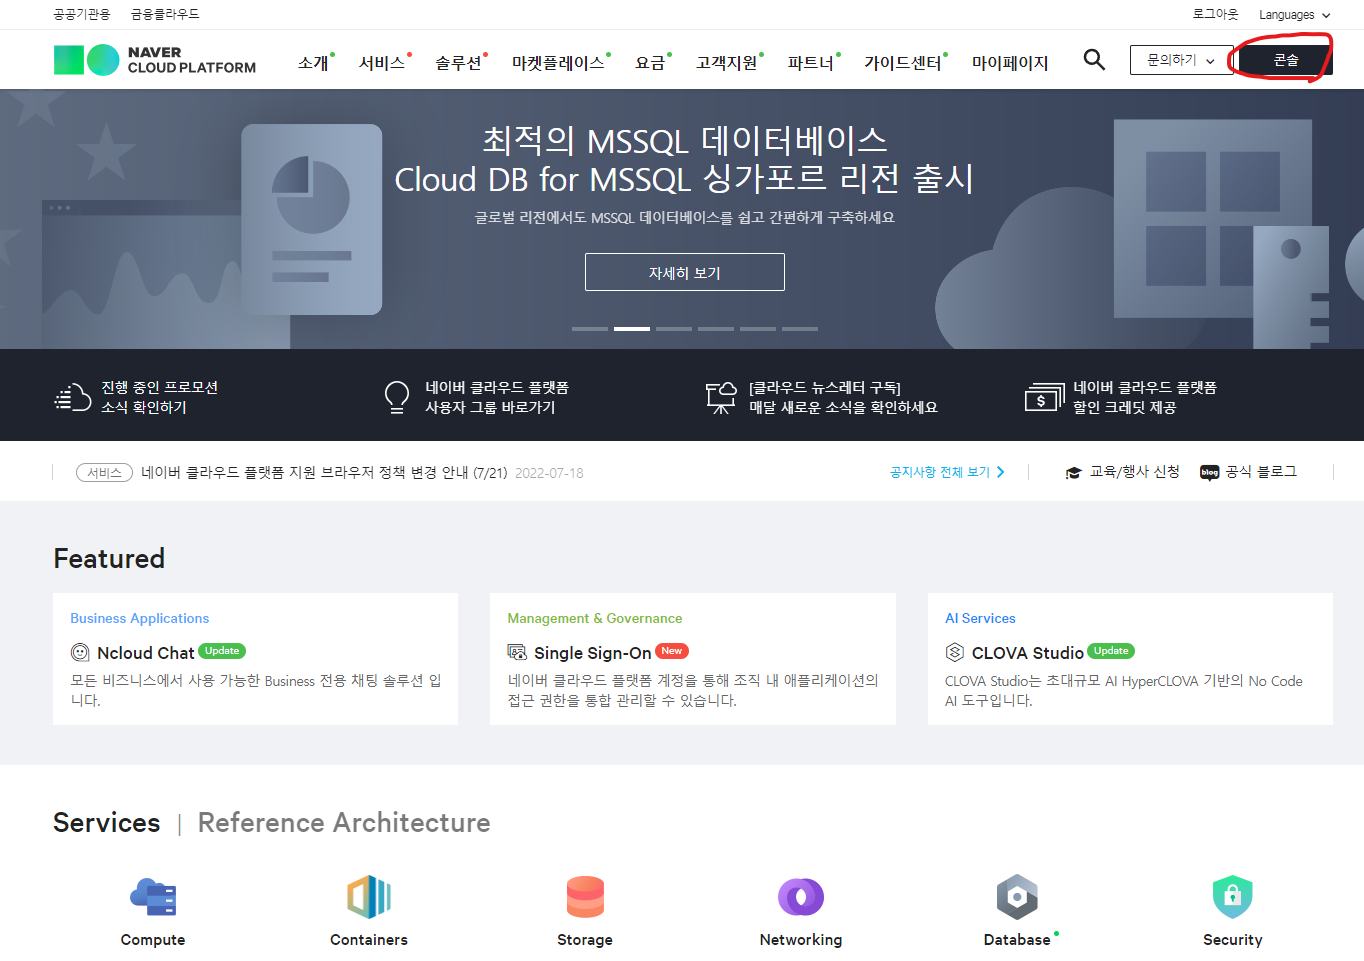 공공기관용 금융클라우드 로그아웃 Languages
NAVER
CLOUD PLATFORM
소개 서비스 솔루션 마켓플레이스 요금 고객지원 파트너 가이드센터 마이페이지 문의하기 콘솔
최적의 MSSQL 데이터베이스
Cloud DB for MSSQL 싱가포르 리전 출시
글로벌 리전에서도 MSSQL 데이터베이스를 쉽고 간편하게 구축하세요
자세히 보기
진행 중인 프로모션
소식 확인하기
네이버 클라우드 플랫폼
사용자 그룹 바로가기
[클라우드 뉴스레터 구독]
매달 새로운 소식을 확인하세요
$
네이버 클라우드 플랫폼
할인 크레딧 제공
서비스 네이버 클라우드 플랫폼 지원 브라우저 정책 변경 안내 (7/21) 2022-07-18 공지사항 전체 보기 교육/행사 신청 blog 공식 블로그
Featured
Business Applications
Ncloud Chat Update
모든 비즈니스에서 사용 가능한 Business 전용 채팅 솔루션 입
니다.
Management & Governance
Single Sign-On New
네이버 클라우드 플랫폼 계정을 통해 조직 내 애플리케이션의
접근 권한을 통합 관리할 수 있습니다.
AI Services
CLOVA Studio Update
CLOVA Studio는 초대규모 AI HyperCLOVA 기반의 No Code
AI 도구입니다.
Services | Reference Architecture
Compute Containers Storage Networking Database Security